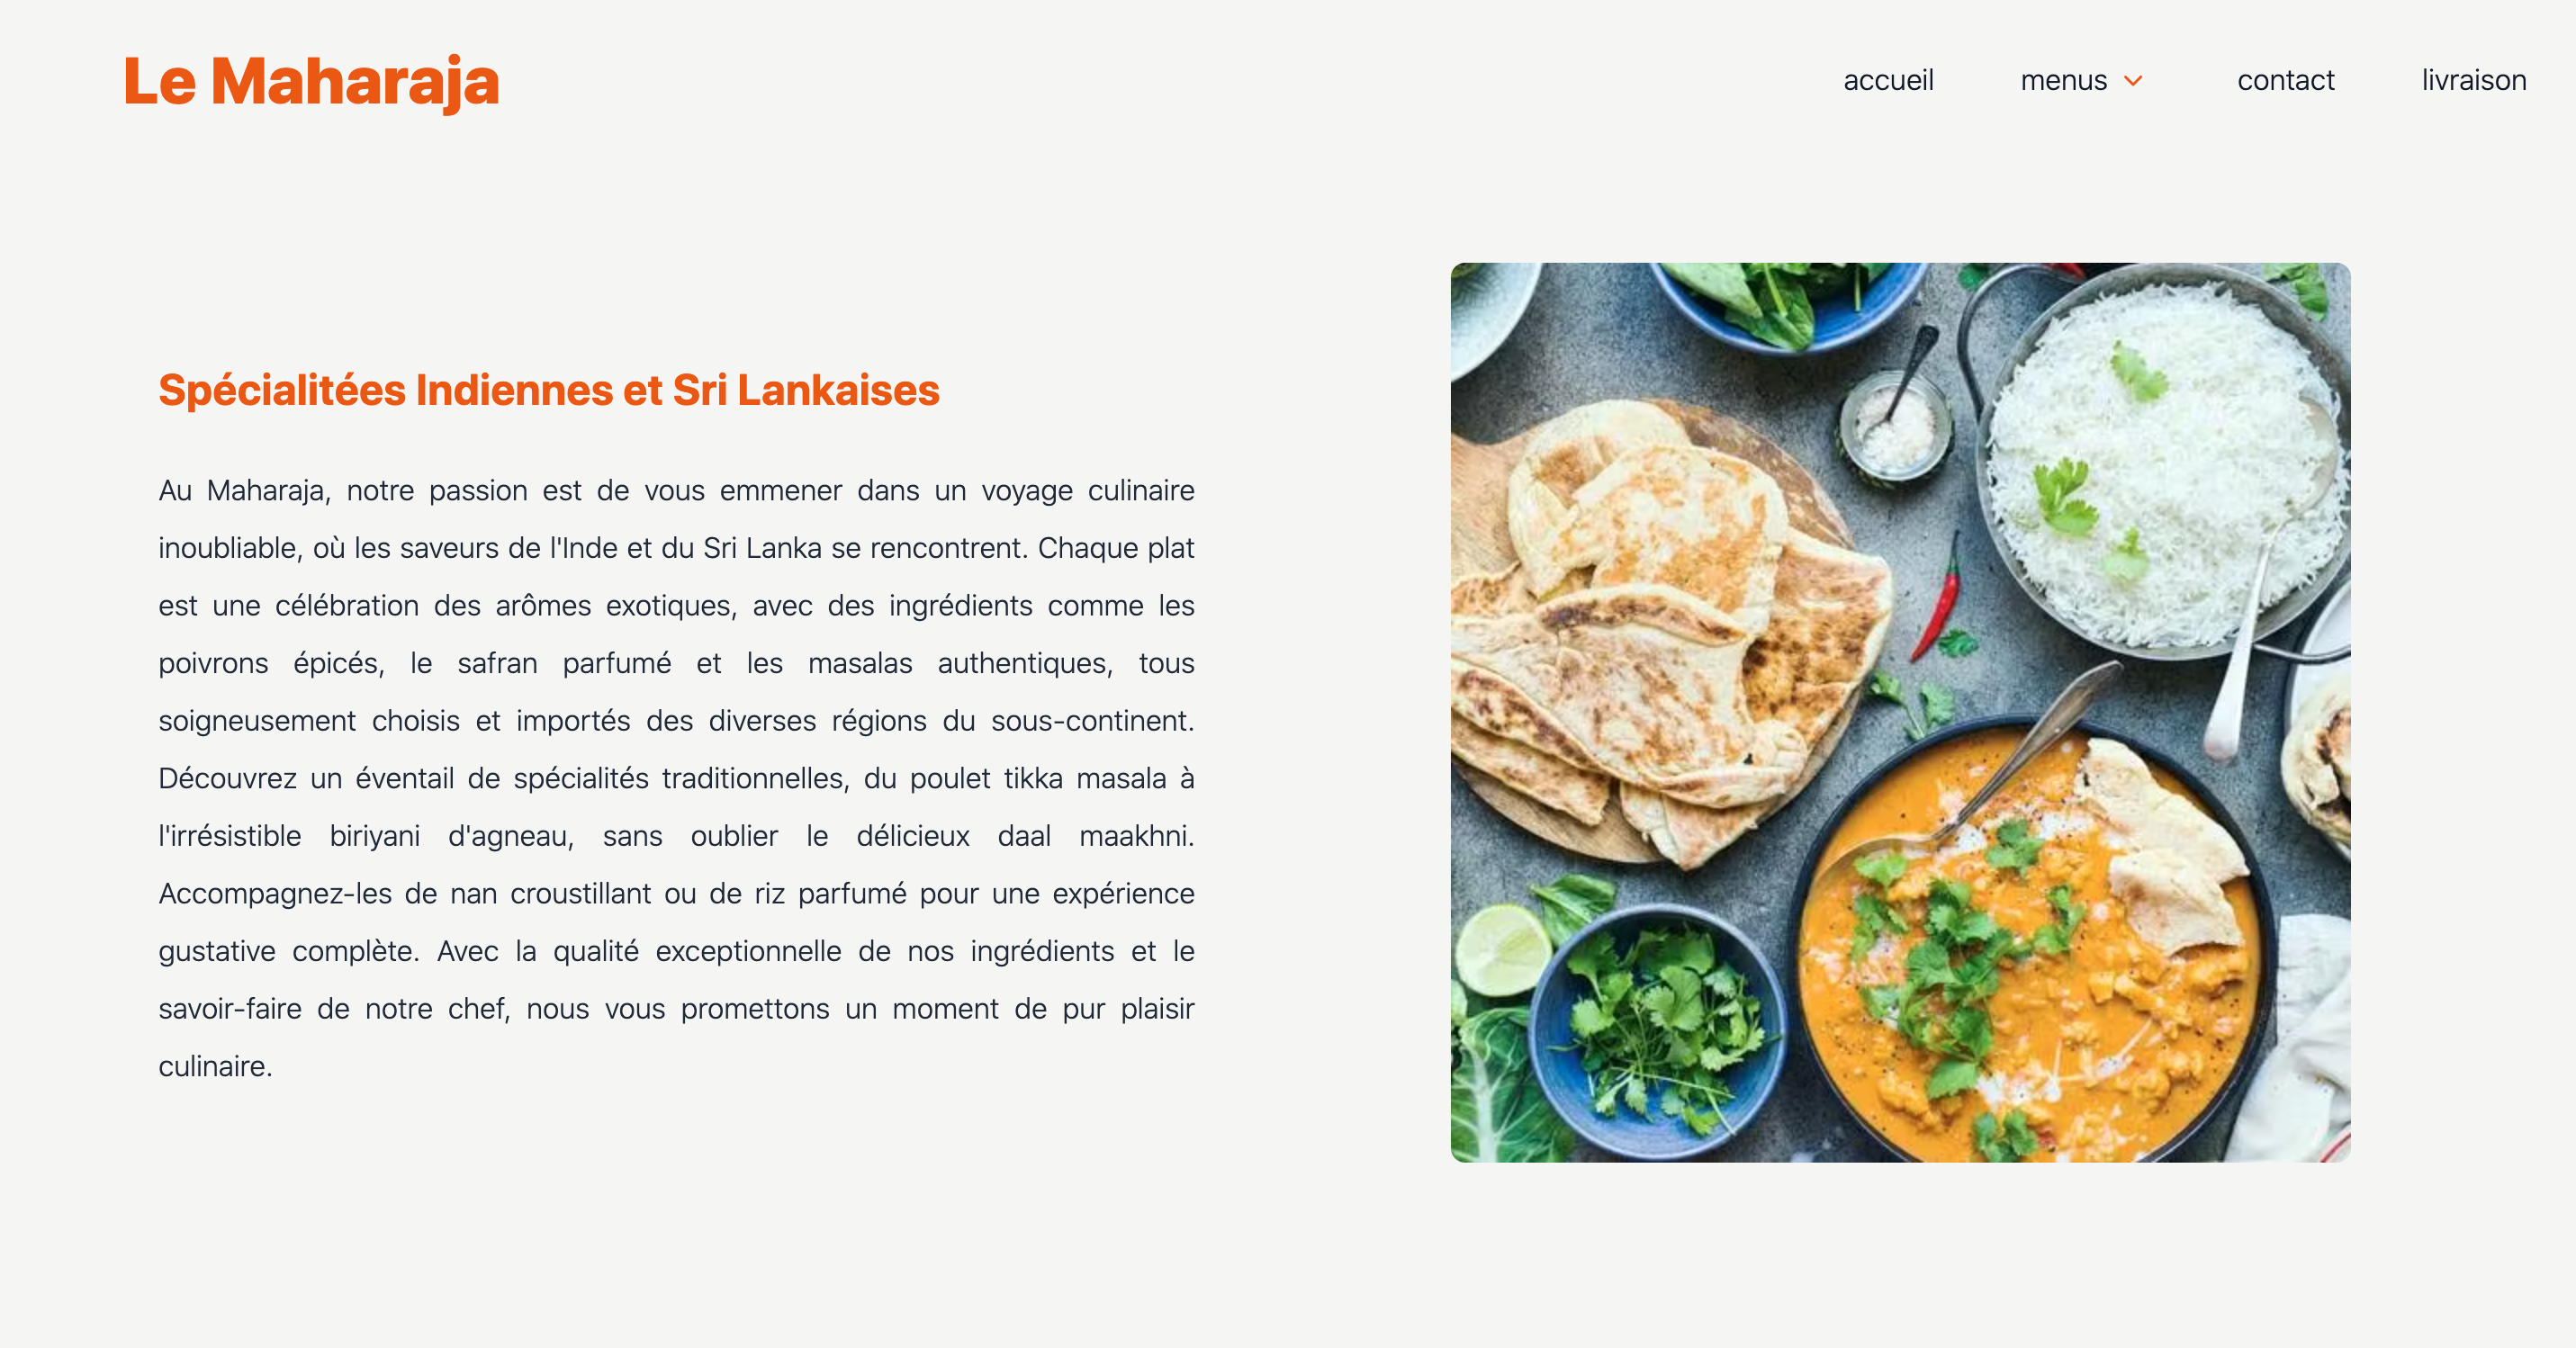 Le Maharaja
accueil menus contact livraison
Spécialitées Indiennes et Sri Lankaises
Au Maharaja, notre passion est de vous emmener dans un voyage culinaire
inoubliable, où les saveurs de l'Inde et du Sri Lanka se rencontrent. Chaque plat
est une célébration des arômes exotiques, avec des ingrédients comme les
poivrons épicés, le safran parfumé et les masalas authentiques, tous
soigneusement choisis et importés des diverses régions du sous-continent.
Découvrez un éventail de spécialités traditionnelles, du poulet tikka masala à
l'irrésistible biriyani d'agneau, sans oublier le délicieux daal maakhni.
Accompagnez-les de nan croustillant ou de riz parfumé pour une expérience
gustative complète. Avec la qualité exceptionnelle de nos ingrédients et le
savoir-faire de notre chef, nous vous promettons un moment de pur plaisir
culinaire.